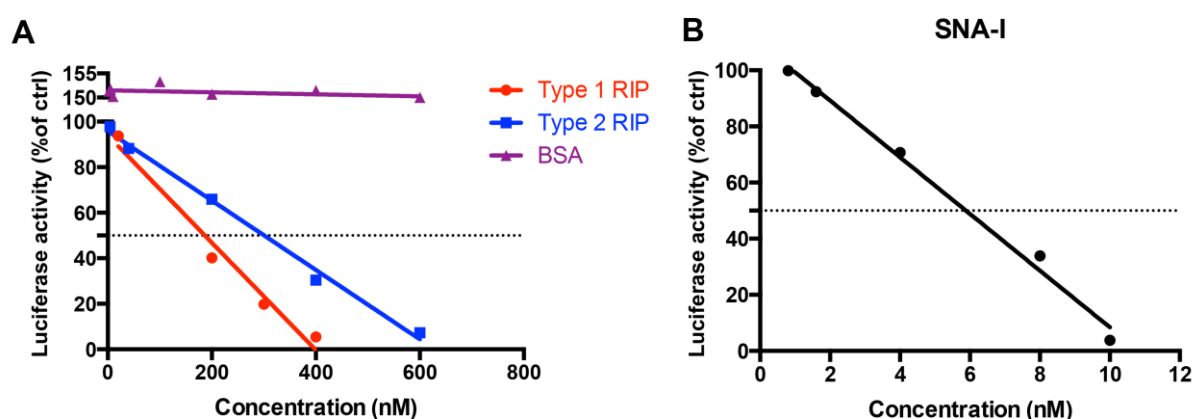 A
Luciferase activity (%of ctrl)
155
150
100
80
60
40
20
0
0
200
400
600
800
Concentration (nM)
Type 1 RIP
Type 2 RIP
BSA
B
SNA-I
Luciferase activity (%of ctrl)
100
80
60
40
20
0
0
2
4
6
8
10
12
Concentration (nM)